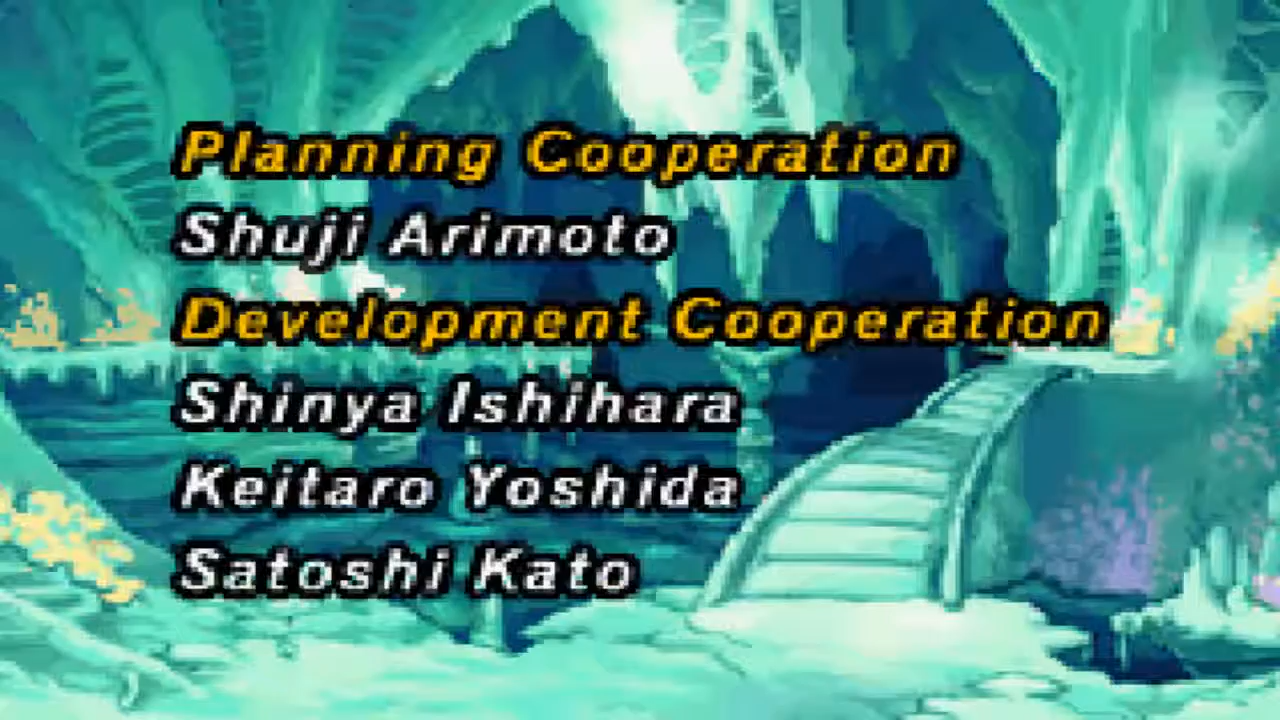 Planning Cooperation
Shuji Arimoto
Development Cooperation
Shinya Ishihara
Keitaro Yoshida
Satoshi Kato